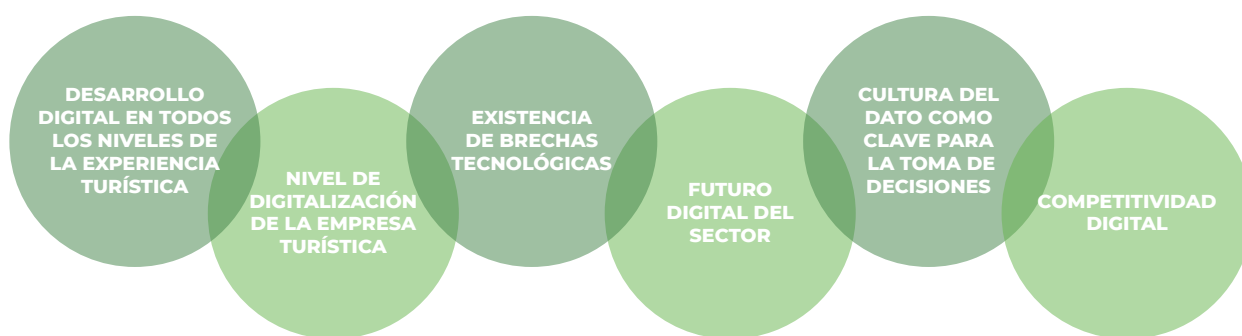 DESARROLLO
DIGITAL EN TODOS
LOS NIVELES DE
LA EXPERIENCIA
TURÍSTICA
NIVEL DE
DIGITALIZACIÓN
DE LA EMPRESA
TURÍSTICA
EXISTENCIA
DE BRECHAS
TECNOLÓGICAS
FUTURO
DIGITAL DEL
SECTOR
CULTURA DEL
DATO COMO
CLAVE PARA
LA TOMA DE
DECISIONES
COMPETITIVIDAD
DIGITAL